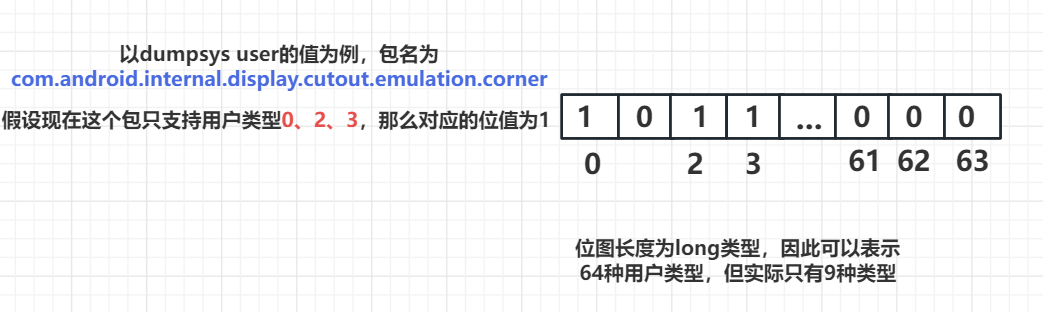 以dumpsys user的值为例，包名为
com.android.internal.display.cutout.emulation.corner
假设现在这个包只支持用户类型0、2、3，那么对应的位值为1
1 0 1 1 ... 0 0 0
0 2 3 61 62 63
位图长度为long类型，因此可以表示
64种用户类型，但实际只有9种类型